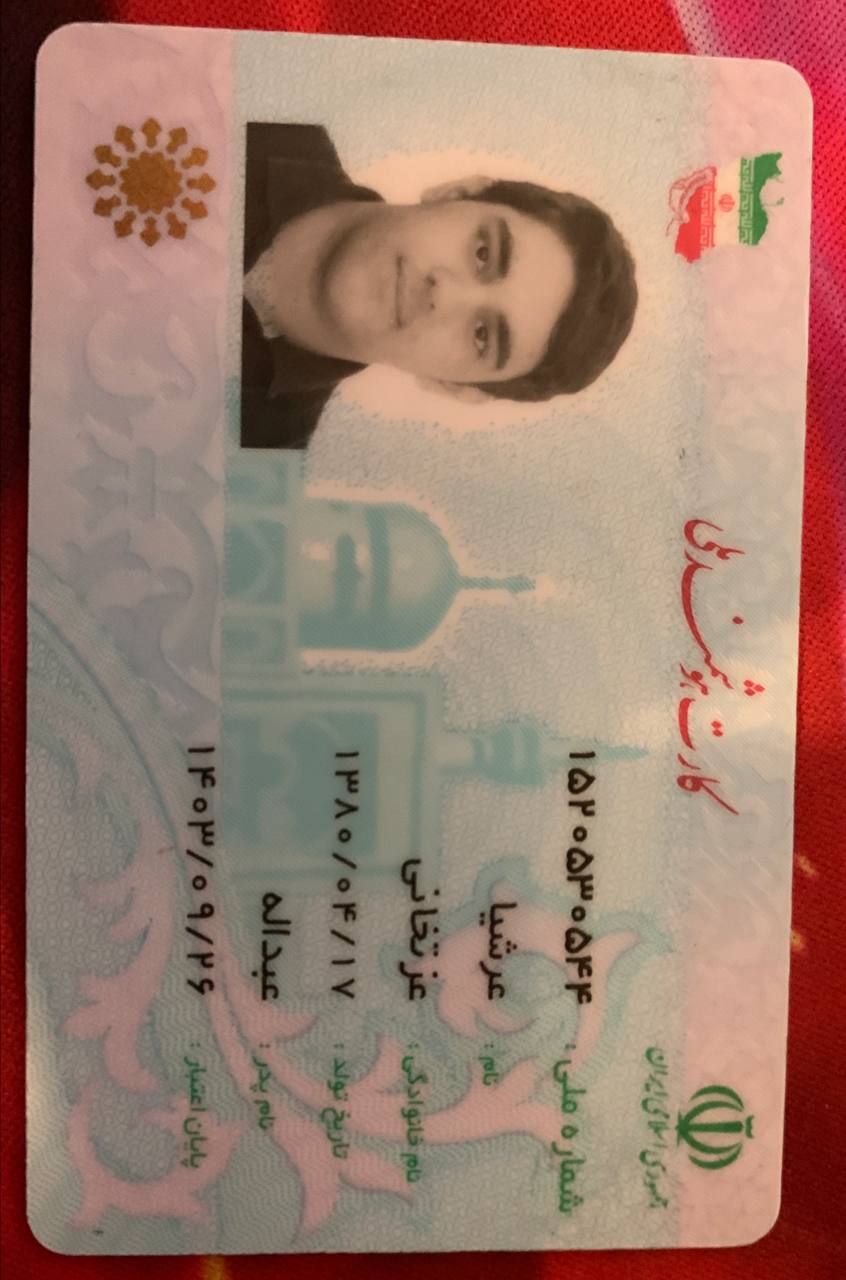 کارت هوشمند ملی
جمهوری اسلامی ایران
شماره ملی : ۱۵۲۰۵۳۰۵۴۴
نام : عرشیا
نام خانوادگی : عزتخانی
تاریخ تولد : ۱۳۸۰/۰۴/۱۷
نام پدر : عبداله
پایان اعتبار : ۱۴۰۳/۰۹/۲۶